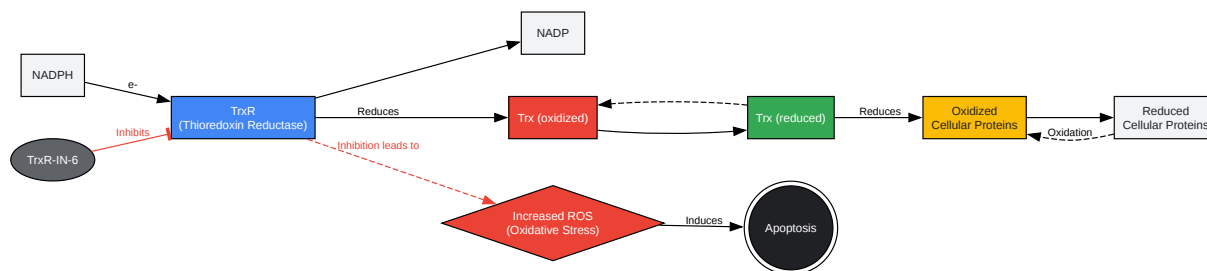 NADP
NADPH
e-
TrxR
(Thioredoxin Reductase)
Reduces
Trx (oxidized)
Trx (reduced)
Reduces
Oxidized
Cellular Proteins
Reduced
Cellular Proteins
Oxidation
Inhibits
TrxR-IN-6
Inhibition leads to
Increased ROS
(Oxidative Stress)
Induces
Apoptosis